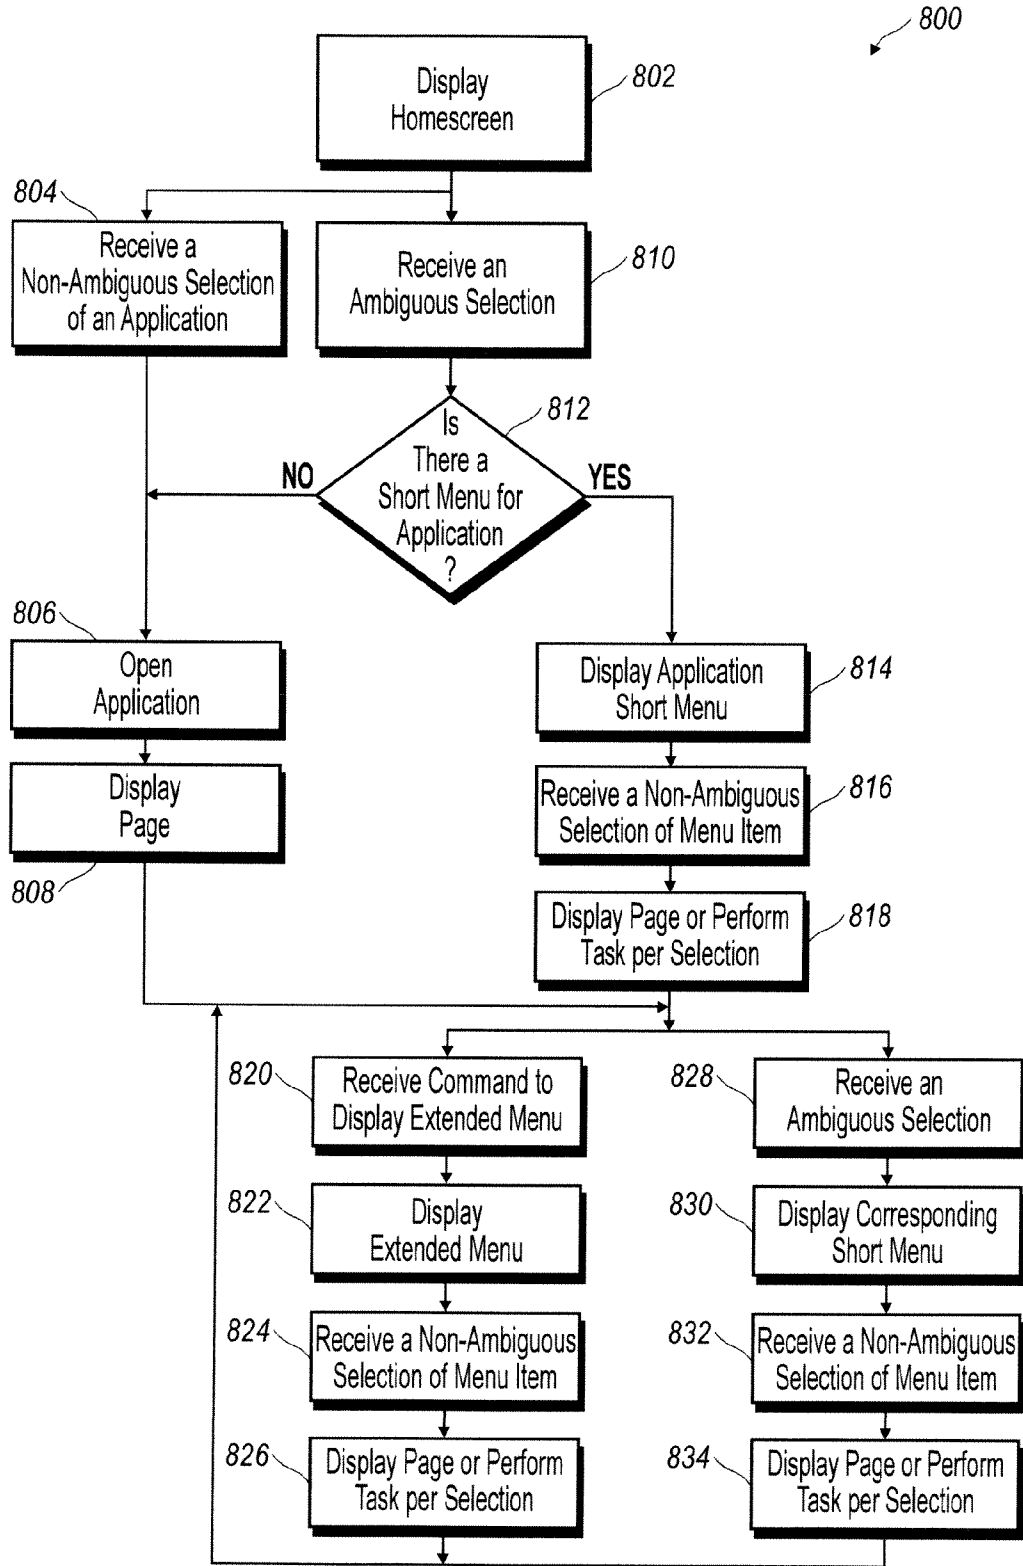 800
Display
Homescreen
802
804
Receive a
Non-Ambiguous Selection
of an Application
Receive an
Ambiguous Selection
810
812
Is
There a
Short Menu for
Application
?
NO
YES
806
Open
Application
Display Application
Short Menu
814
Display
Page
808
Receive a Non-Ambiguous
Selection of Menu Item
816
Display Page or Perform
Task per Selection
818
820
Receive Command to
Display Extended Menu
828
Receive an
Ambiguous Selection
822
Display
Extended Menu
830
Display Corresponding
Short Menu
824
Receive a Non-Ambiguous
Selection of Menu Item
832
Receive a Non-Ambiguous
Selection of Menu Item
826
Display Page or Perform
Task per Selection
834
Display Page or Perform
Task per Selection